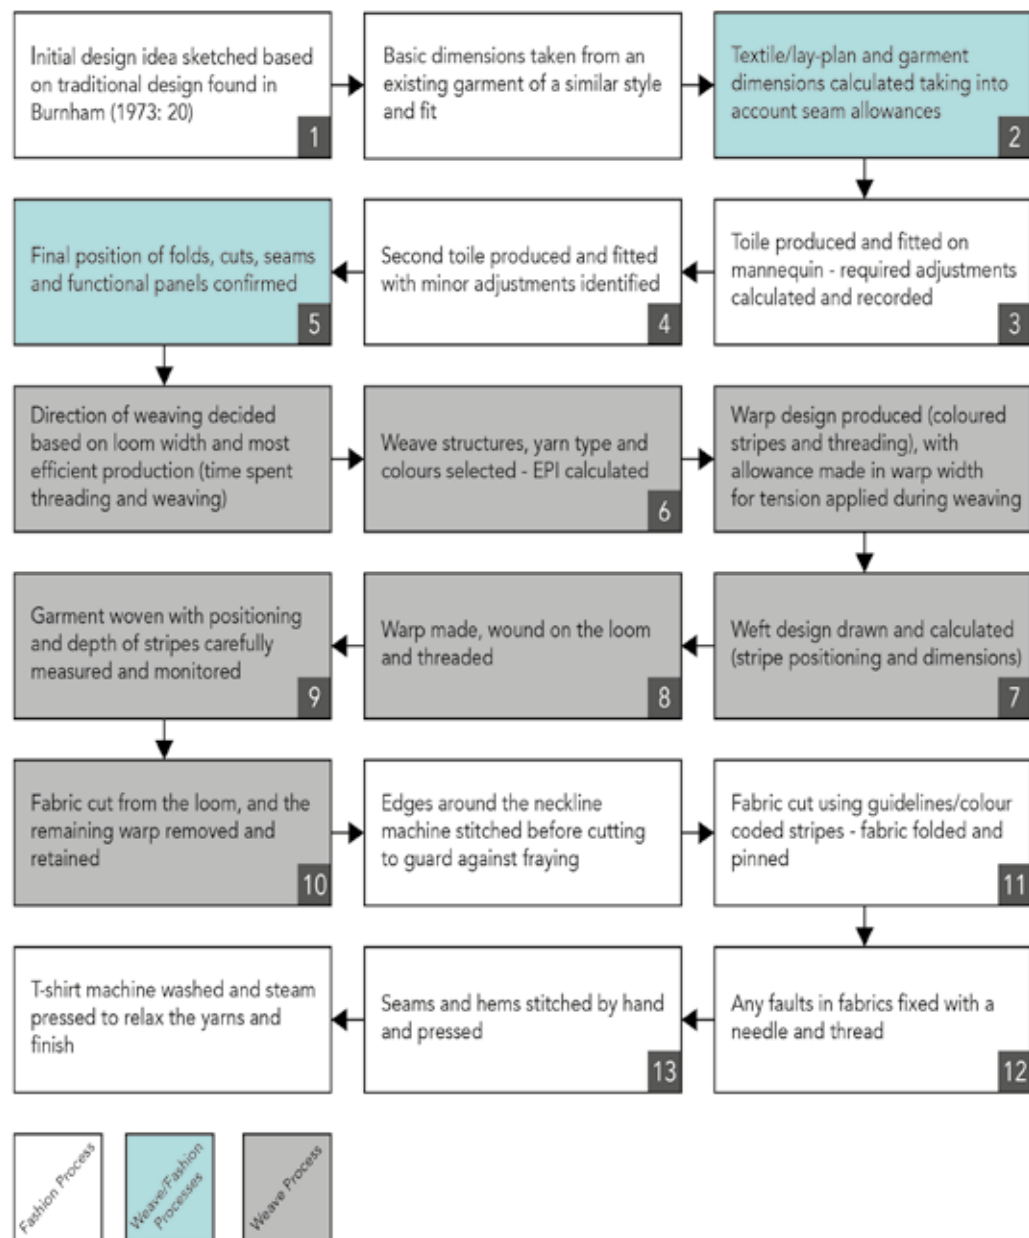 Initial design idea sketched based
on traditional design found in
Burnham (1973: 20)
1
Basic dimensions taken from an
existing garment of a similar style
and fit
Textile/lay-plan and garment
dimensions calculated taking into
account seam allowances
2
Toile produced and fitted on
mannequin - required adjustments
calculated and recorded
3
Second toile produced and fitted
with minor adjustments identified
4
Final position of folds, cuts, seams
and functional panels confirmed
5
Direction of weaving decided
based on loom width and most
efficient production (time spent
threading and weaving)
Weave structures, yarn type and
colours selected - EPI calculated
6
Warp design produced (coloured
stripes and threading), with
allowance made in warp width
for tension applied during weaving
Weft design drawn and calculated
(stripe positioning and dimensions)
7
Warp made, wound on the loom
and threaded
8
Garment woven with positioning
and depth of stripes carefully
measured and monitored
9
Fabric cut from the loom, and the
remaining warp removed and
retained
10
Edges around the neckline
machine stitched before cutting
to guard against fraying
Fabric cut using guidelines/colour
coded stripes - fabric folded and
pinned
11
Any faults in fabrics fixed with a
needle and thread
12
Seams and hems stitched by hand
and pressed
13
T-shirt machine washed and steam
pressed to relax the yarns and
finish
Fashion Process
Weave/Fashion
Processes
Weave Process